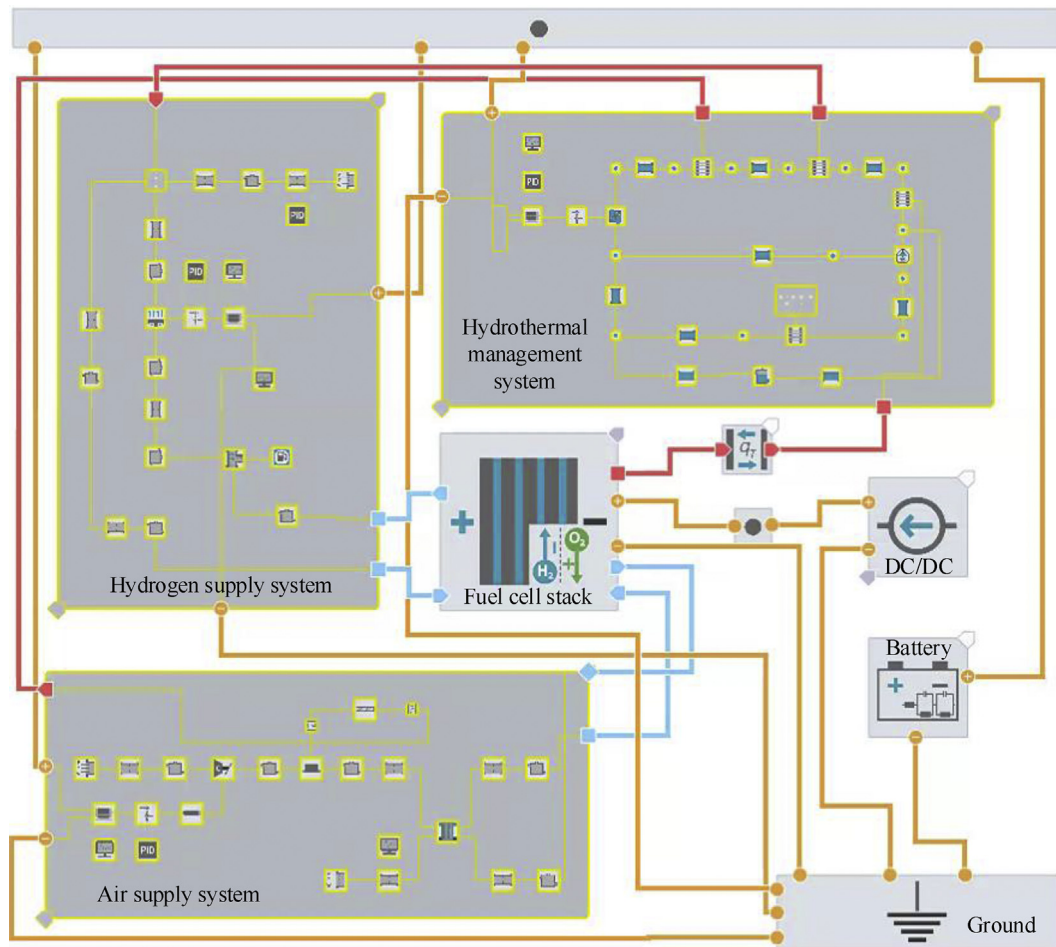 PID
PID
PID
Hydrothermal
management
system
qT
H2
O2
+
Hydrogen supply system
Fuel cell stack
DC/DC
Battery
PID
Air supply system
Ground